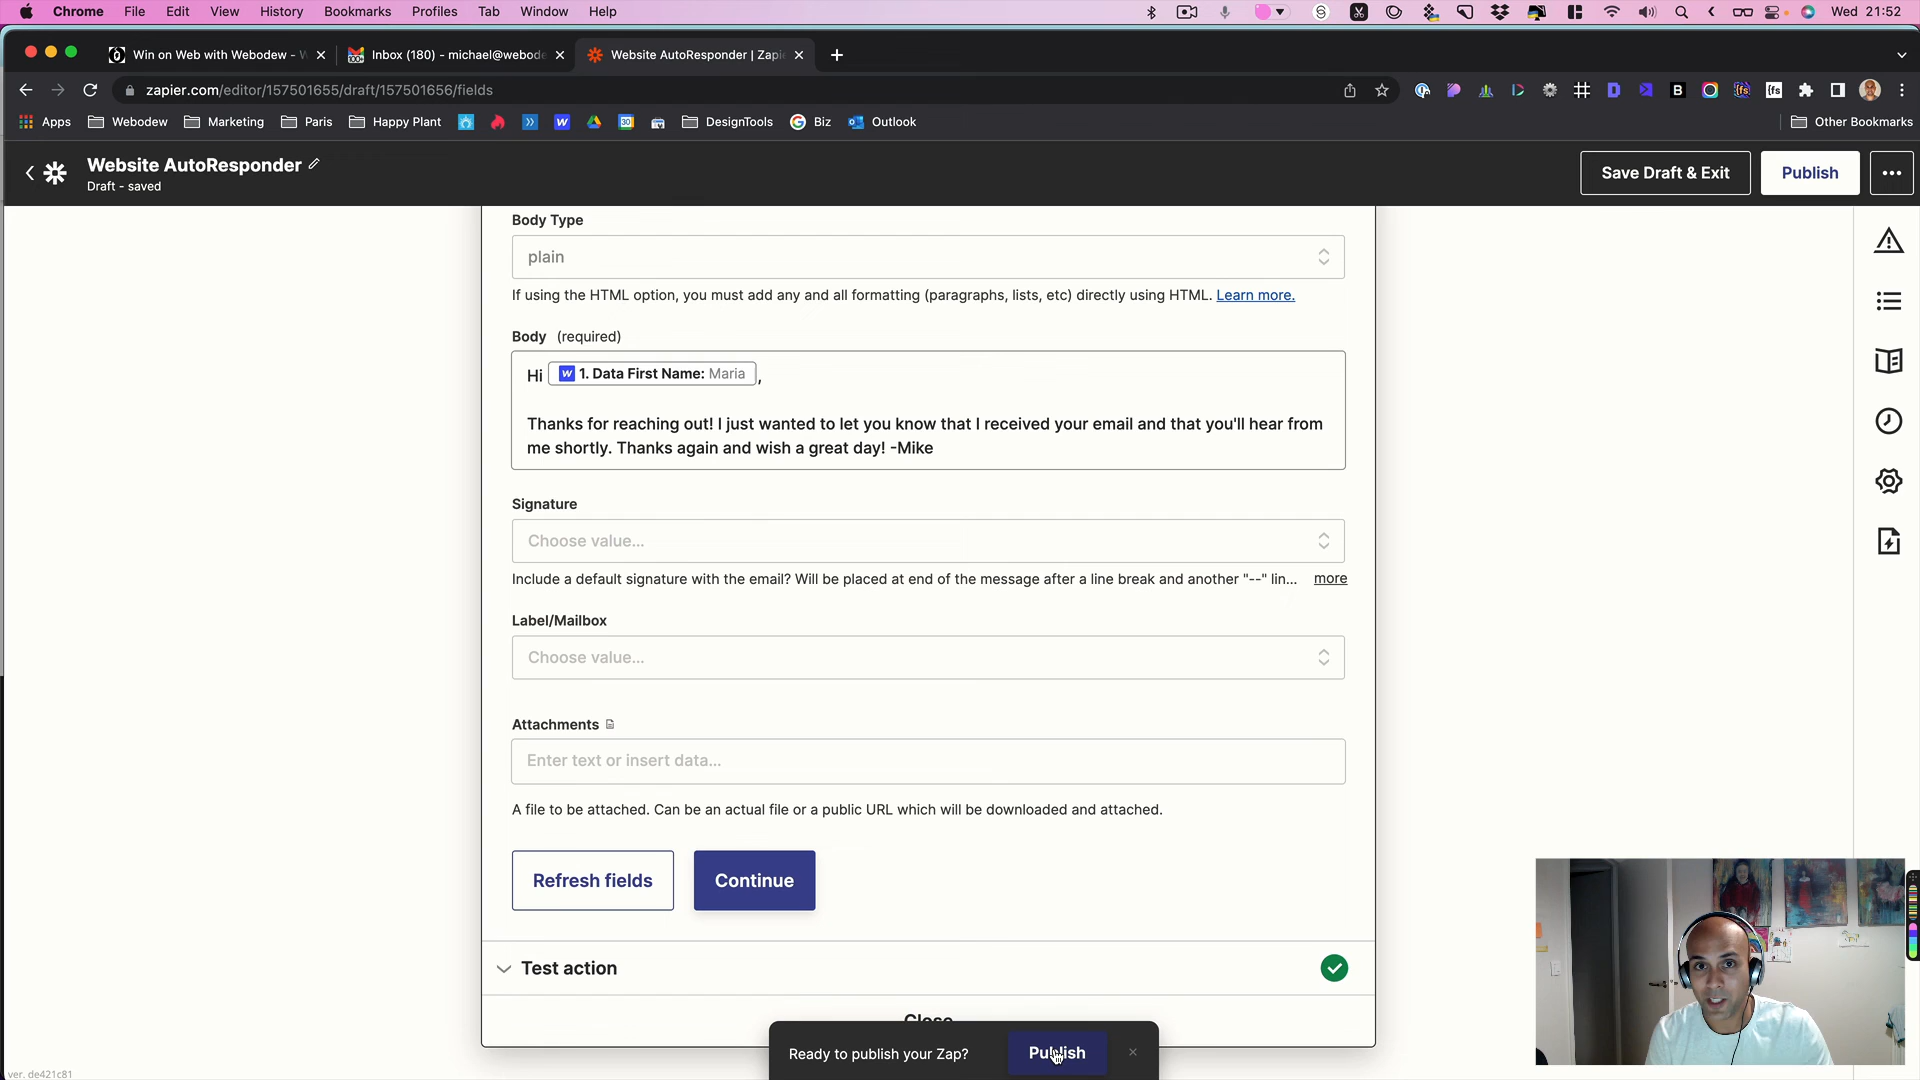 Chrome File Edit View History Bookmarks Profiles Tab Window Help Wed 21:52
Win on Web with Webodew - Inbox (180) - michael@webode Website AutoResponder | Zapi
zapier.com/editor/157501655/draft/157501656/fields
Apps Webodew Marketing Paris Happy Plant DesignTools Biz Outlook Other Bookmarks
Website AutoResponder
Draft - saved
Save Draft & Exit Publish
Body Type
plain
If using the HTML option, you must add any and all formatting (paragraphs, lists, etc) directly using HTML. Learn more.
Body (required)
Hi 1. Data First Name: Maria ,
Thanks for reaching out! I just wanted to let you know that I received your email and that you'll hear from
me shortly. Thanks again and wish a great day! -Mike
Signature
Choose value...
Include a default signature with the email? Will be placed at end of the message after a line break and another "--" lin... more
Label/Mailbox
Choose value...
Attachments
Enter text or insert data...
A file to be attached. Can be an actual file or a public URL which will be downloaded and attached.
Refresh fields Continue
Test action
Close
Ready to publish your Zap? Publish
ver. de421c81